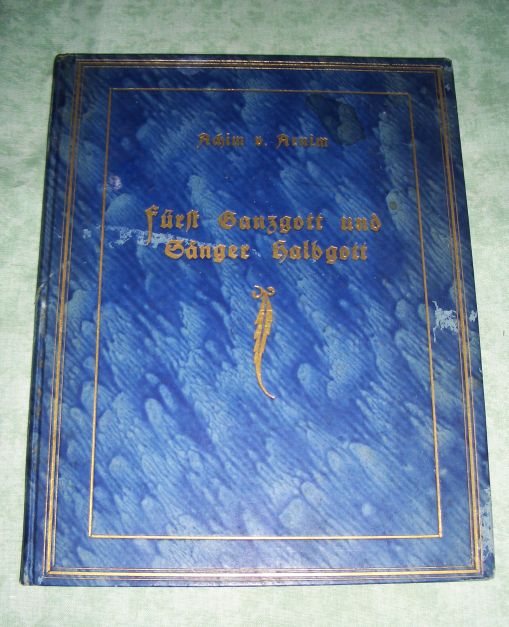 Achim v. Arnim
Fürst Ganzgott und
Sänger Halbgott